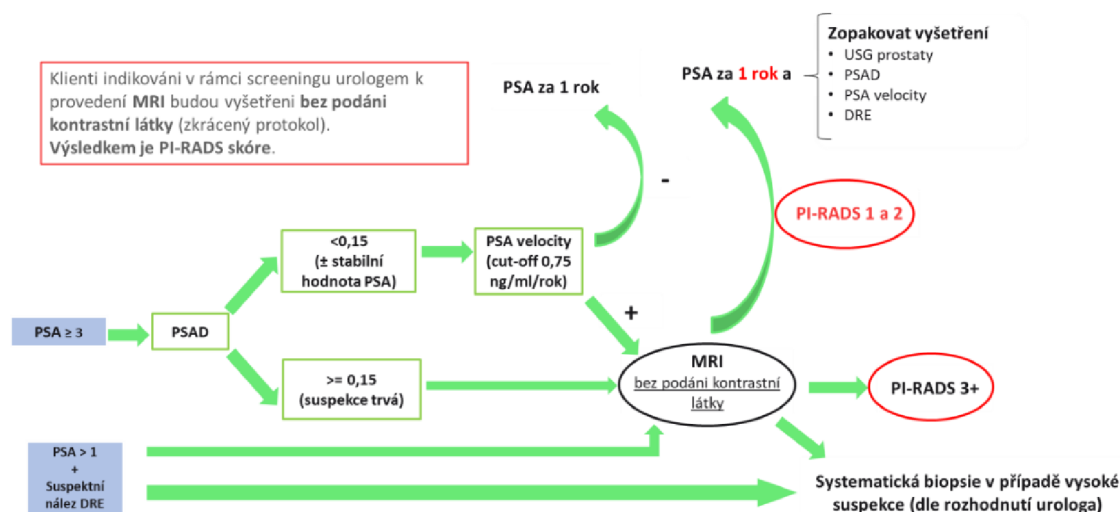 Klienti indikováni v rámci screeningu urologem k
provedení MRI budou vyšetřeni bez podáni
kontrastní látky (zkrácený protokol).
Výsledkem je PI-RADS skóre.
PSA za 1 rok
PSA za 1 rok a
Zopakovat vyšetření
• USG prostaty
• PSAD
• PSA velocity
• DRE
-
PI-RADS 1 a 2
<0,15
(± stabilní
hodnota PSA)
PSA velocity
(cut-off 0,75
ng/ml/rok)
+
PSA ≥ 3
PSAD
>= 0,15
(suspekce trvá)
MRI
bez podáni kontrastní
látky
PI-RADS 3+
PSA > 1
+
Suspektní
nález DRE
Systematická biopsie v případě vysoké
suspekce (dle rozhodnutí urologa)